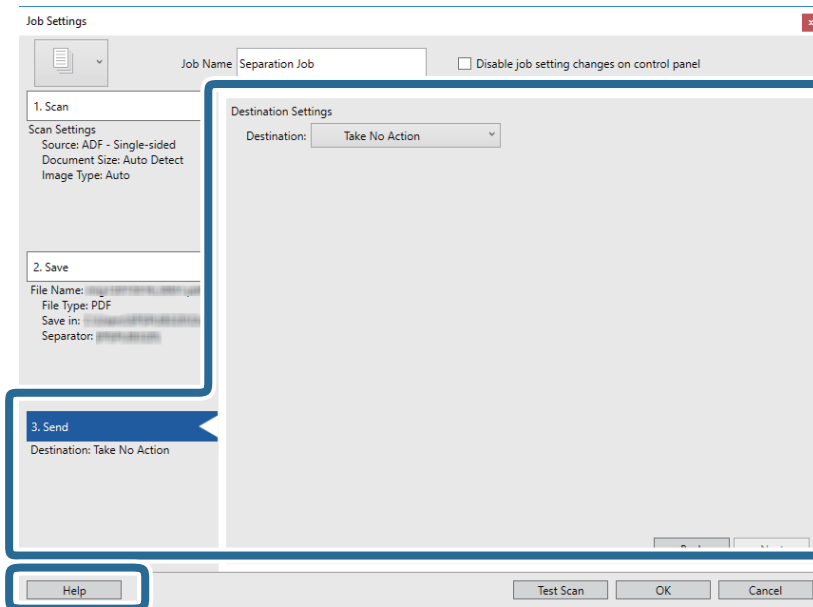 Job Settings
Job Name Separation Job
Disable job setting changes on control panel
1. Scan
Scan Settings
Source: ADF - Single-sided
Document Size: Auto Detect
Image Type: Auto
Destination Settings
Destination: Take No Action
2. Save
File Name:
File Type: PDF
Save in:
Separator:
3. Send
Destination: Take No Action
Help
Test Scan
OK
Cancel